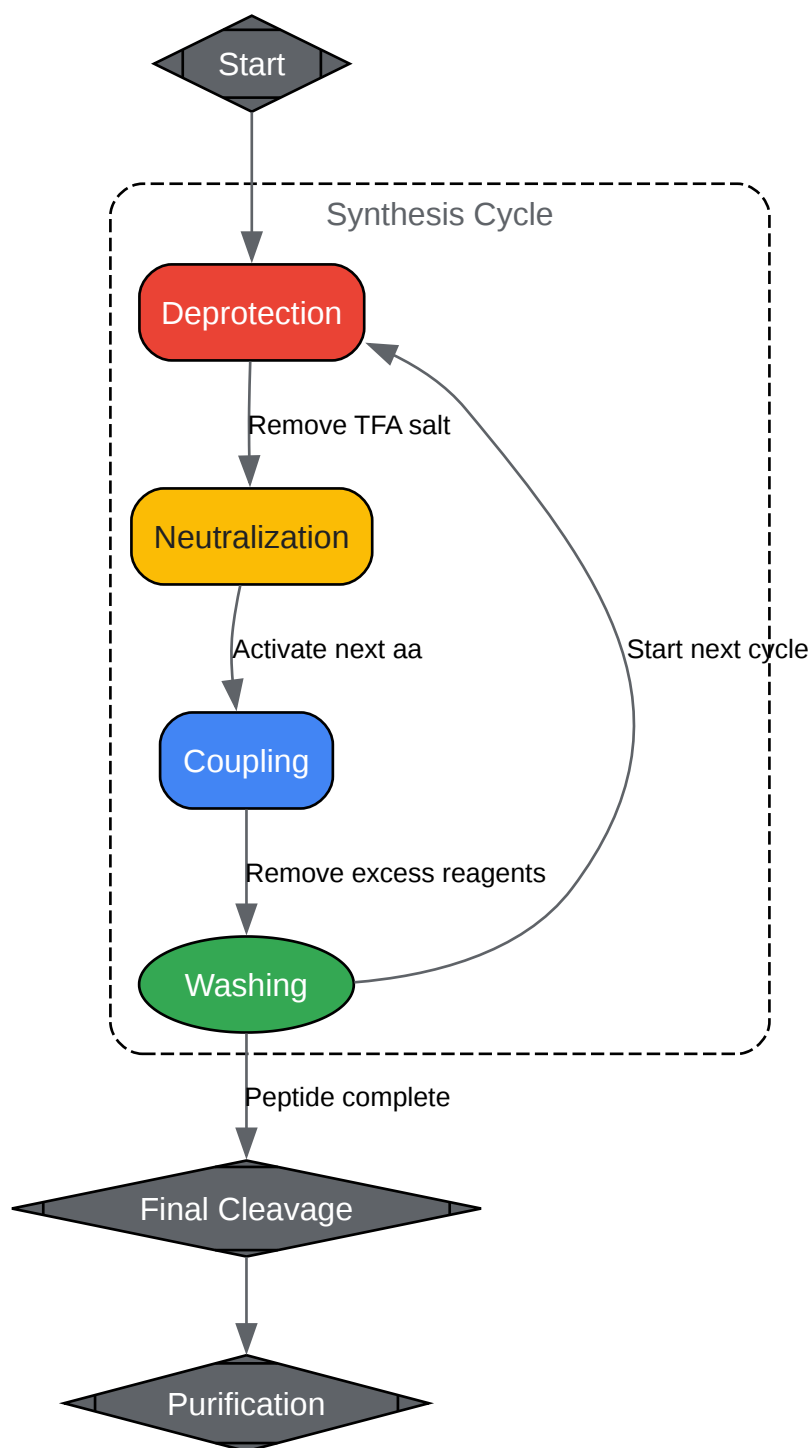 Start
Synthesis Cycle
Deprotection
Remove TFA salt
Neutralization
Activate next aa
Start next cycle
Coupling
Remove excess reagents
Washing
Peptide complete
Final Cleavage
Purification